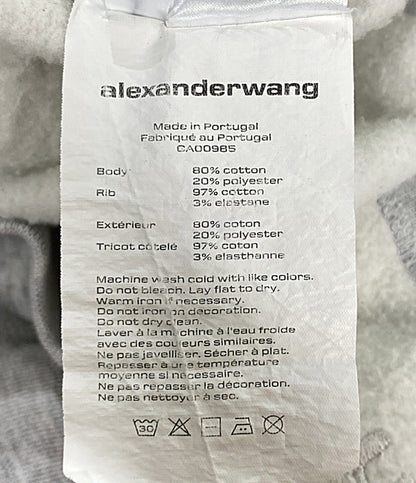 alexanderwang
Made in Portugal
Fabriqué au Portugal
CA00985
Body 80% cotton
20% polyester
Rib 97% cotton
3% elastane
Extérieur 80% coton
20% polyester
Tricot côtelé 97% coton
3% elasthanne
Machine wash cold with like colors.
Do not bleach. Lay flat to dry.
Warm iron if necessary.
Do not iron on decoration.
Do not dry clean.
Laver à la machine à l'eau froide
avec des couleurs similaires.
Ne pas javelliser. Sécher à plat.
Repasser à une température
moyenne si nécessaire.
Ne pas repasser la décoration.
Ne pas nettoyer à sec.
30